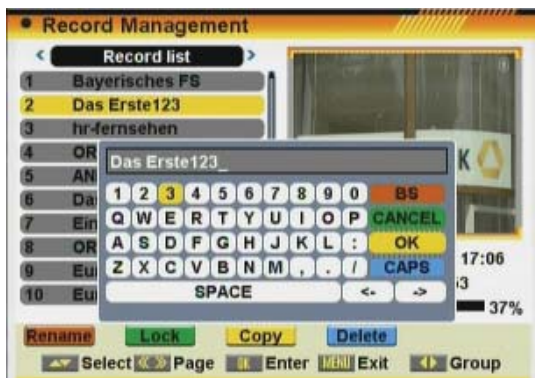 Record Management
Record list
1 Bayerisches FS
2 Das Erste123
3 hr-fernsehen
4 OR
5 AN
6 Da
7 Ein
8 OR
9 Eu
10 Eu
Das Erste123_
1 2 3 4 5 6 7 8 9 0 BS
Q W E R T Y U I O P CANCEL
A S D F G H J K L : OK
Z X C V B N M , . / CAPS
SPACE <- ->
K
17:06
37%
Rename Lock Copy Delete
Select Page OK Enter MENU Exit Group